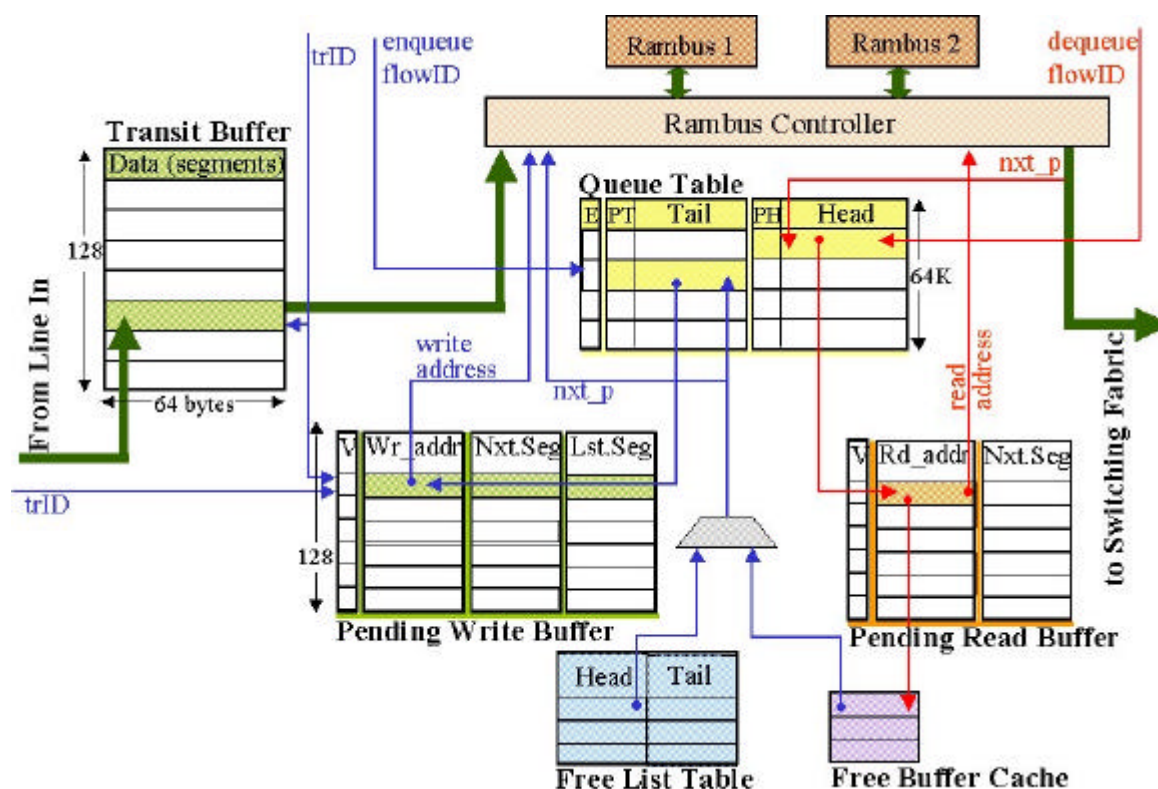 Rambus 1
Rambus 2
trID
enqueue
flowID
dequeue
flowID
Rambus Controller
Transit Buffer
Data (segments)
128
64 bytes
From Line In
Queue Table
E
PT
Tail
PH
Head
nxt_p
64K
write
address
nxt_p
read
address
to Switching Fabric
V
Wr_addr
Nxt.Seg
Lst.Seg
trID
128
Pending Write Buffer
V
Rd_addr
Nxt.Seg
Pending Read Buffer
Head
Tail
Free List Table
Free Buffer Cache